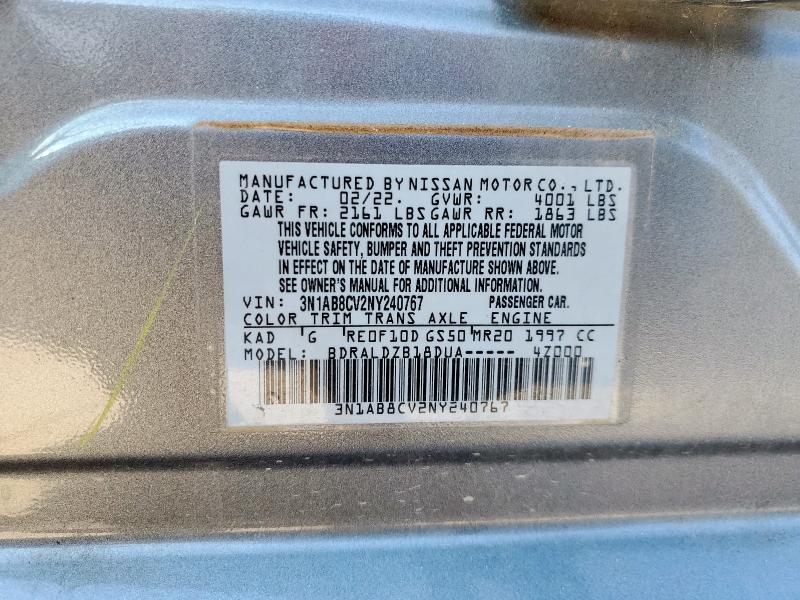 MANUFACTURED BY NISSAN MOTOR CO., LTD.
DATE: 02/22. GVWR: 4001 LBS
GAWR FR: 2161 LBS GAWR RR: 1863 LBS
THIS VEHICLE CONFORMS TO ALL APPLICABLE FEDERAL MOTOR
VEHICLE SAFETY, BUMPER AND THEFT PREVENTION STANDARDS
IN EFFECT ON THE DATE OF MANUFACTURE SHOWN ABOVE.
SEE OWNER'S MANUAL FOR ADDITIONAL INFORMATION.
VIN: 3N1AB8CV2NY240767 PASSENGER CAR.
COLOR TRIM TRANS AXLE ENGINE
KAD G RE0F10D GS50 MR20 1997 CC
MODEL: BDRALDZB18DUA----- 4Z000
3N1AB8CV2NY240767